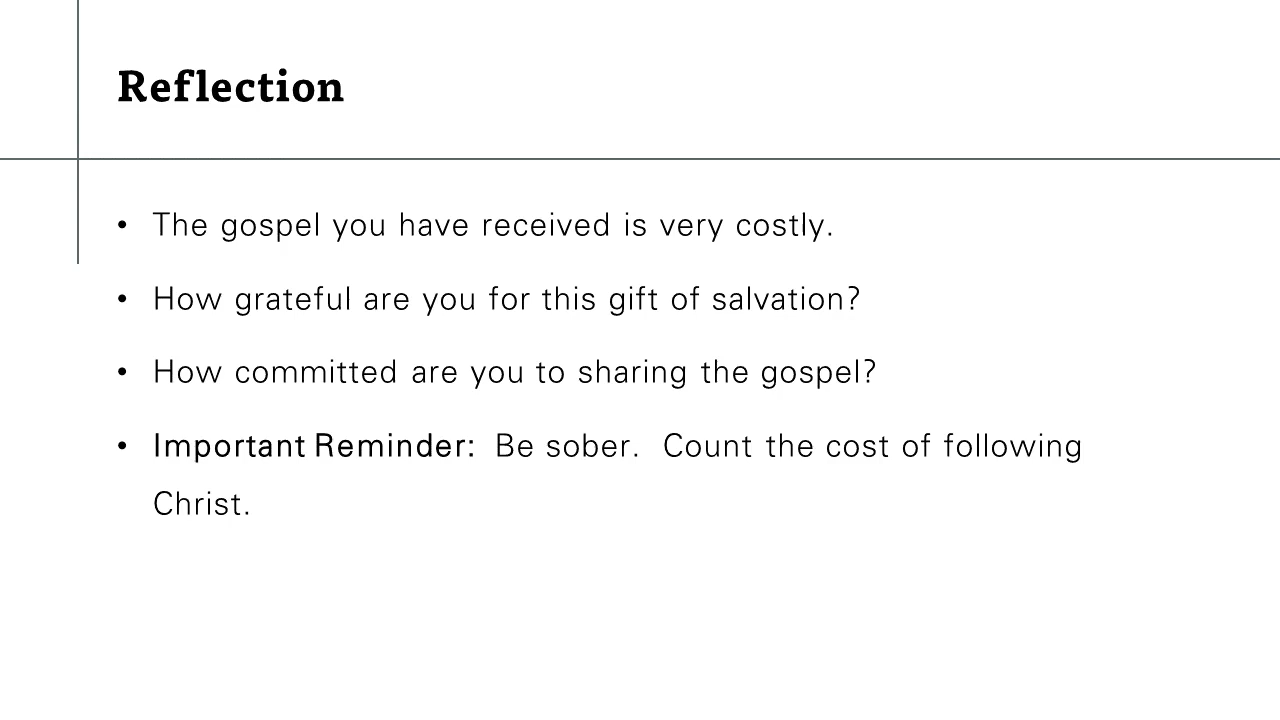 Reflection
• The gospel you have received is very costly.
• How grateful are you for this gift of salvation?
• How committed are you to sharing the gospel?
• Important Reminder:  Be sober.  Count the cost of following
Christ.